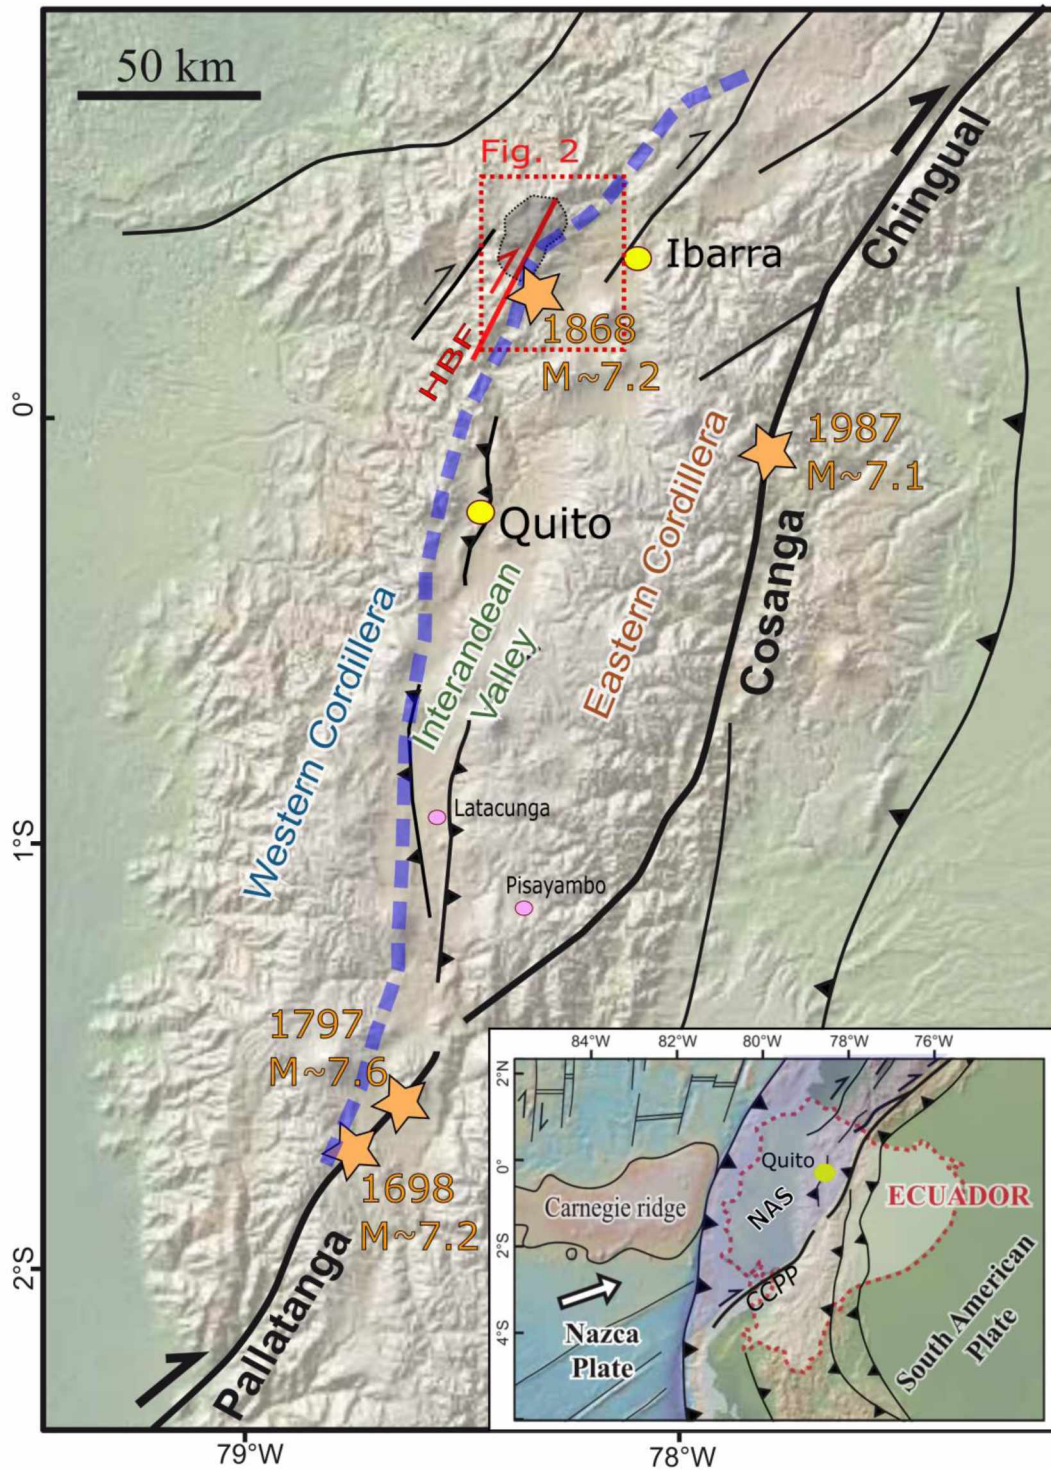 50 km
Fig. 2
Chingual
Ibarra
1868
M~7.2
HBF
0°
1987
M~7.1
Quito
Eastern Cordillera
Cosanga
Western Cordillera
Interandean
Valley
Latacunga
1°S
Pisayambo
1797
M~7.6
1698
M~7.2
2°S
Pallatanga
79°W
78°W
84°W
82°W
80°W
78°W
76°W
2°N
0°
2°S
4°S
Quito
ECUADOR
Carnegie ridge
NAS
CCPP
Nazca
Plate
South American
Plate